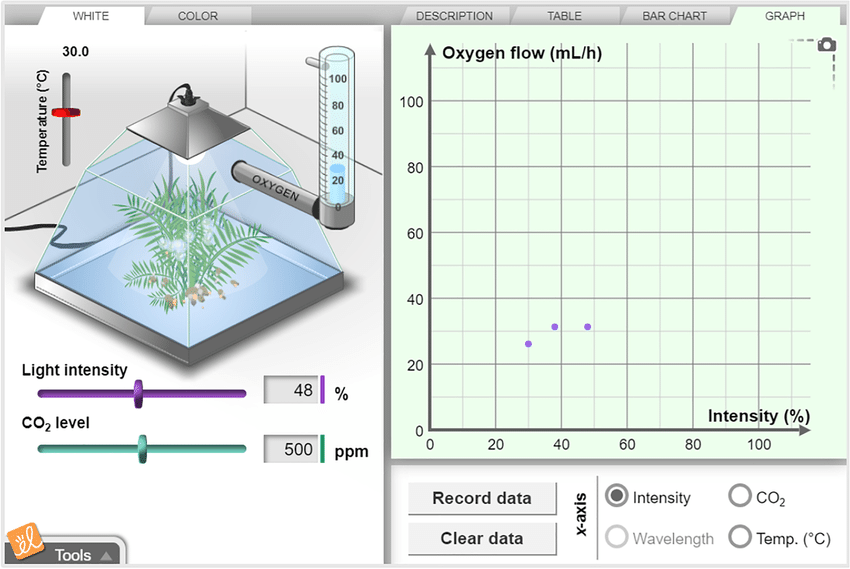 WHITE
COLOR
30.0
Temperature (°C)
100
80
60
40
20
0
OXYGEN
Light intensity
48 %
CO₂ level
500 ppm
Tools
DESCRIPTION
TABLE
BAR CHART
GRAPH
Oxygen flow (mL/h)
100
80
60
40
20
0
Intensity (%)
0 20 40 60 80 100
Record data
Clear data
x-axis
Intensity
CO₂
Wavelength
Temp. (°C)